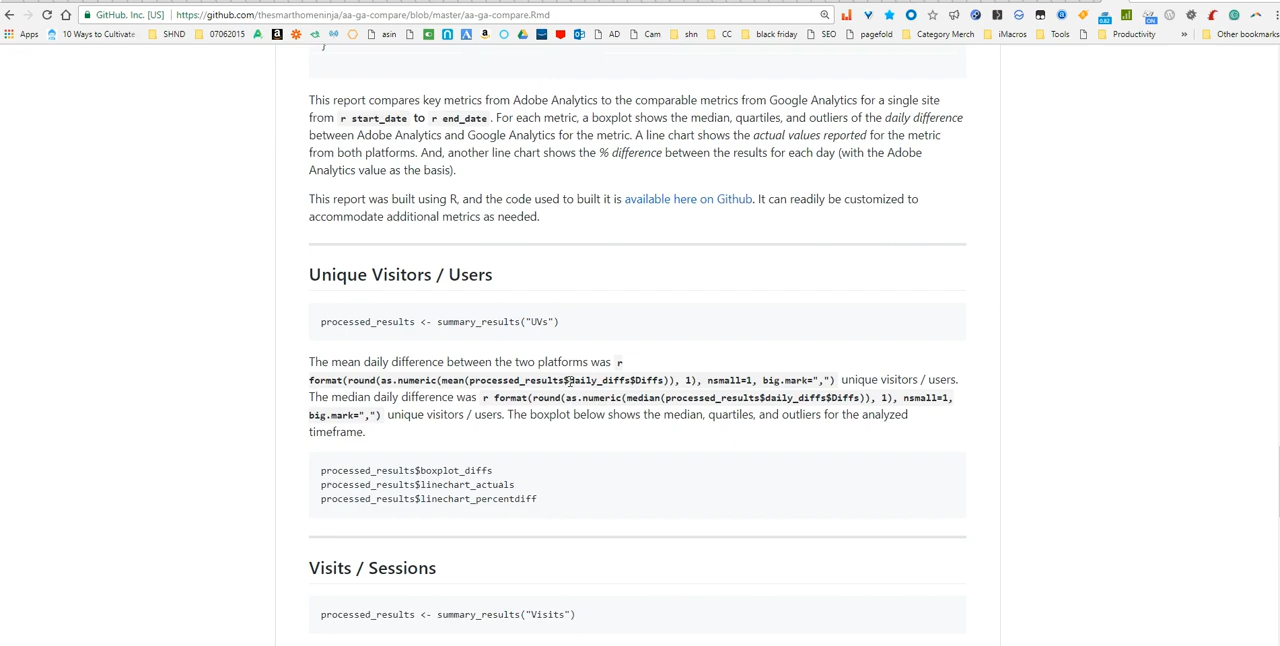 GitHub, Inc. [US] | https://github.com/thesmarthomeninja/aa-ga-compare/blob/master/aa-ga-compare.Rmd
Apps 10 Ways to Cultivate SHND 07062015 asin AD Cam shn CC black friday SEO pagefold Category Merch iMacros Tools Productivity » Other bookmarks
}
This report compares key metrics from Adobe Analytics to the comparable metrics from Google Analytics for a single site
from r start_date to r end_date . For each metric, a boxplot shows the median, quartiles, and outliers of the daily difference
between Adobe Analytics and Google Analytics for the metric. A line chart shows the actual values reported for the metric
from both platforms. And, another line chart shows the % difference between the results for each day (with the Adobe
Analytics value as the basis).
This report was built using R, and the code used to built it is available here on Github. It can readily be customized to
accommodate additional metrics as needed.
Unique Visitors / Users
processed_results <- summary_results("UVs")
The mean daily difference between the two platforms was r
format(round(as.numeric(mean(processed_results$daily_diffs$Diffs)), 1), nsmall=1, big.mark=",") unique visitors / users.
The median daily difference was r format(round(as.numeric(median(processed_results$daily_diffs$Diffs)), 1), nsmall=1,
big.mark=",") unique visitors / users. The boxplot below shows the median, quartiles, and outliers for the analyzed
timeframe.
processed_results$boxplot_diffs
processed_results$linechart_actuals
processed_results$linechart_percentdiff
Visits / Sessions
processed_results <- summary_results("Visits")